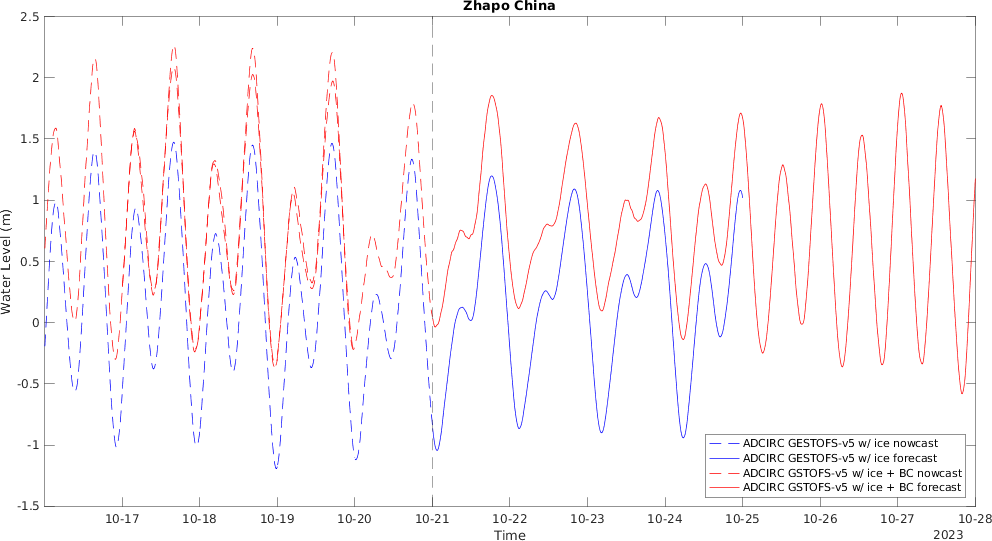 Zhapo China
2.5
2
1.5
1
0.5
0
-0.5
-1
-1.5
Water Level (m)
10-17 10-18 10-19 10-20 10-21 10-22 10-23 10-24 10-25 10-26 10-27 10-28
Time
2023
ADCIRC GESTOFS-v5 w/ ice nowcast
ADCIRC GESTOFS-v5 w/ ice forecast
ADCIRC GSTOFS-v5 w/ ice + BC nowcast
ADCIRC GSTOFS-v5 w/ ice + BC forecast